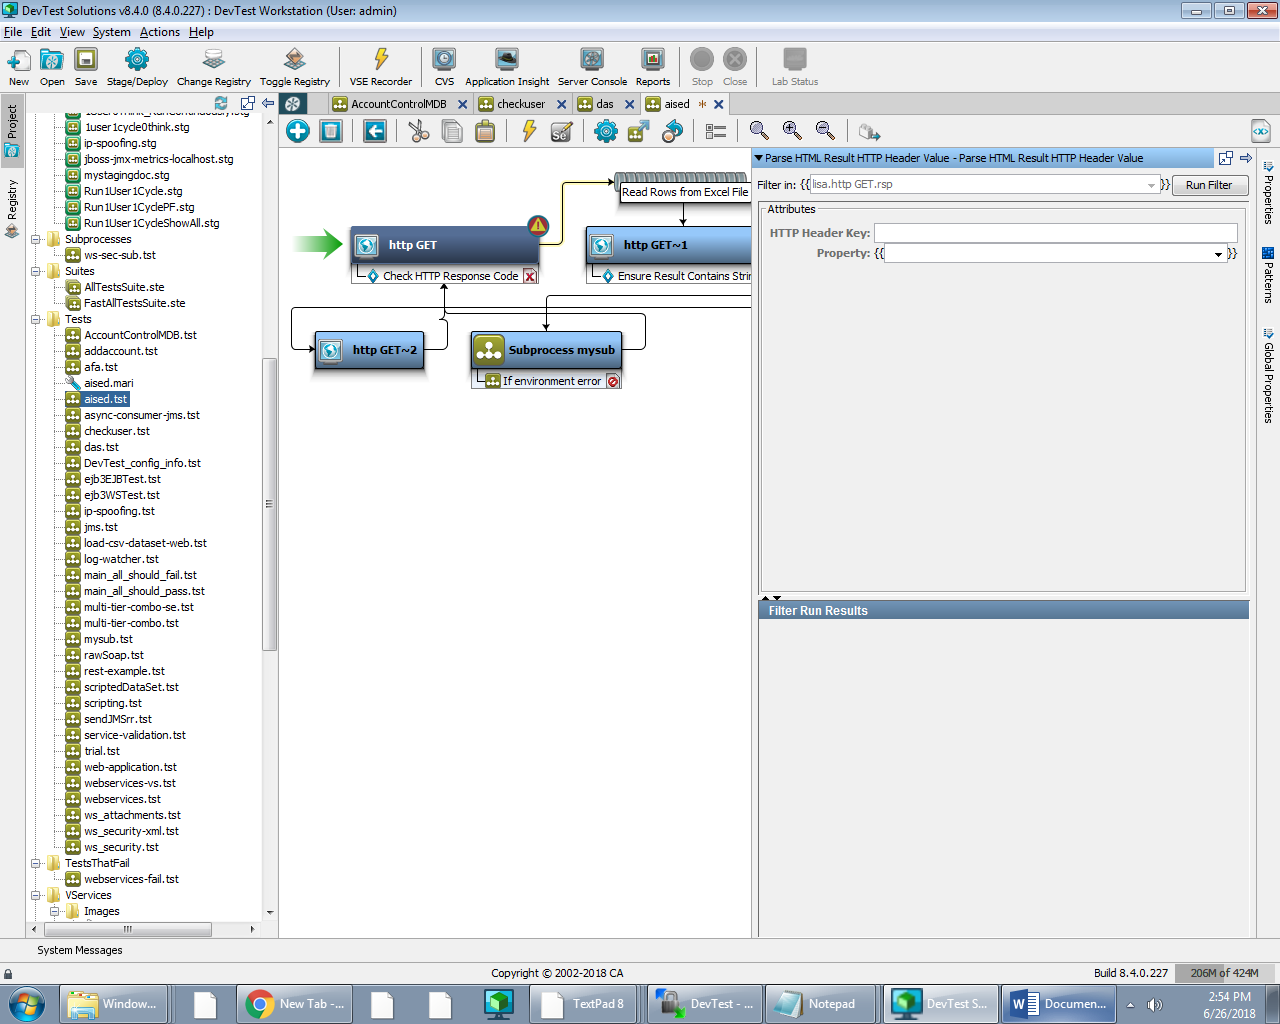 DevTest Solutions v8.4.0 (8.4.0.227) : DevTest Workstation (User: admin)
File Edit View System Actions Help
New Open Save Stage/Deploy Change Registry Toggle Registry VSE Recorder CVS Application Insight Server Console Reports Stop Close Lab Status
AccountControlMDB checkuser das aised
Project
Registry
1user1cycle0think.stg
ip-spoofing.stg
jboss-jmx-metrics-localhost.stg
mystagingdoc.stg
Run1User1Cycle.stg
Run1User1CyclePF.stg
Run1User1CycleShowAll.stg
Subprocesses
ws-sec-sub.tst
Suites
AllTestsSuite.ste
FastAllTestsSuite.ste
Tests
AccountControlMDB.tst
addaccount.tst
afa.tst
aised.mari
aised.tst
async-consumer-jms.tst
checkuser.tst
das.tst
DevTest_config_info.tst
ejb3EJBTest.tst
ejb3WSTest.tst
ip-spoofing.tst
jms.tst
load-csv-dataset-web.tst
log-watcher.tst
main_all_should_fail.tst
main_all_should_pass.tst
multi-tier-combo-se.tst
multi-tier-combo.tst
mysub.tst
rawSoap.tst
rest-example.tst
scriptedDataSet.tst
scripting.tst
sendJMSrr.tst
service-validation.tst
trial.tst
web-application.tst
webservices-vs.tst
webservices.tst
ws_attachments.tst
ws_security-xml.tst
ws_security.tst
TestsThatFail
webservices-fail.tst
VServices
Images
Read Rows from Excel File
http GET
Check HTTP Response Code
http GET~1
Ensure Result Contains Strin
http GET~2
Subprocess mysub
If environment error
Parse HTML Result HTTP Header Value - Parse HTML Result HTTP Header Value
Filter in: {{lisa.http GET.rsp}} Run Filter
Attributes
HTTP Header Key:
Property: {{ }}
Filter Run Results
Properties
Patterns
Global Properties
System Messages
Copyright © 2002-2018 CA
Build 8.4.0.227 206M of 424M
Window... New Tab -... TextPad 8 DevTest - ... Notepad DevTest S... Documen...
2:54 PM
6/26/2018